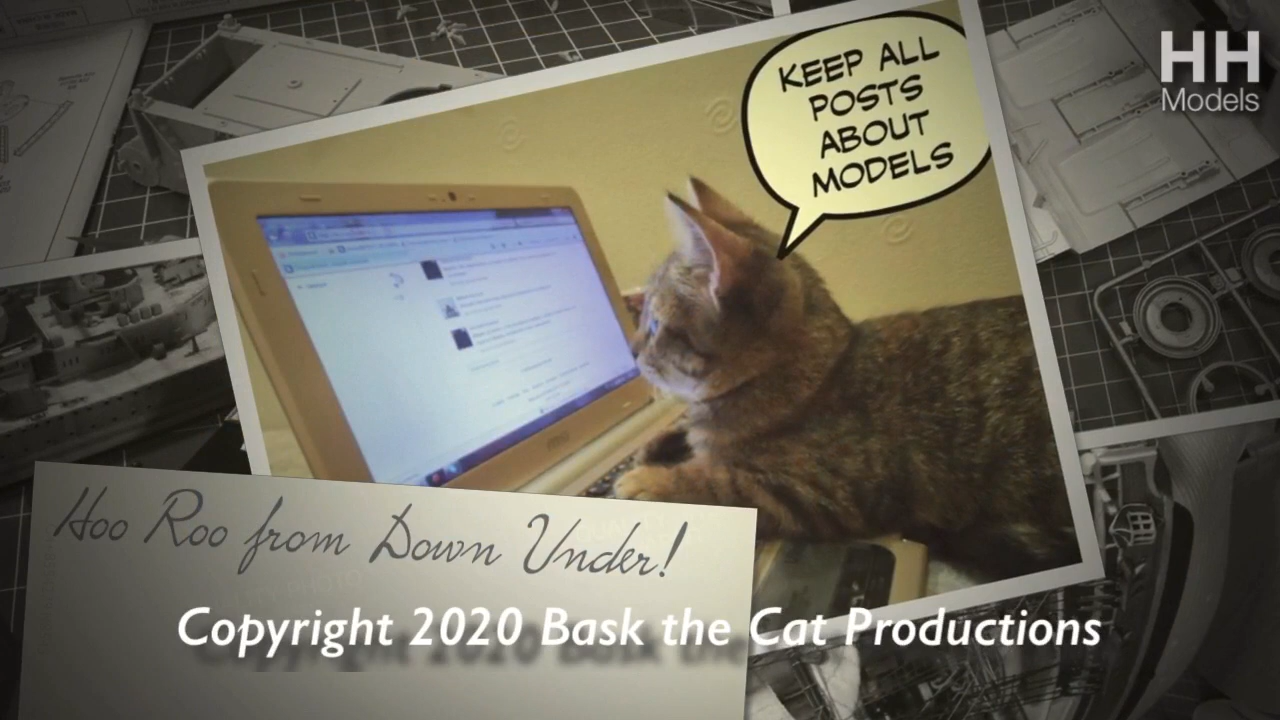 HH
Models
KEEP ALL
POSTS
ABOUT
MODELS
Hoo Roo from Down Under!
Copyright 2020 Bask the Cat Productions